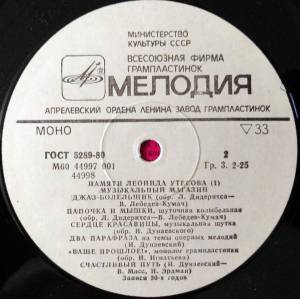 МИНИСТЕРСТВО
КУЛЬТУРЫ СССР
ВСЕСОЮЗНАЯ ФИРМА
ГРАМПЛАСТИНОК
МЕЛОДИЯ
АПРЕЛЕВСКИЙ ОРДЕНА ЛЕНИНА ЗАВОД ГРАМПЛАСТИНОК
МОНО
33
ГОСТ 5289-80
2
М60 44997 001
Гр. 3. 2-25
44998
ПАМЯТИ ЛЕОНИДА УТЕСОВА (1)
МУЗЫКАЛЬНЫЙ МАГАЗИН
ДЖАЗ-БОЛЕЛЬЩИК (обр. Л. Дидерихса —
В. Лебедев-Кумач)
ПАПОЧКА И МЫШКИ, шуточная колыбельная
(обр. Л. Дидерихса — В. Лебедев-Кумач)
СЕРДЦЕ КРАСАВИЦЫ, музыкальная шутка
(обр. И. Дунаевского)
ДВА ПАРАФРАЗА на темы оперных мелодий
(И. Дунаевский)
«ВАШЕ ПРОШЛОЕ», монолог грампластинки
(обр. Н. Игнатьева)
СЧАСТЛИВЫЙ ПУТЬ (И. Дунаевский —
В. Масс, Н. Эрдман)
Записи 30-х годов